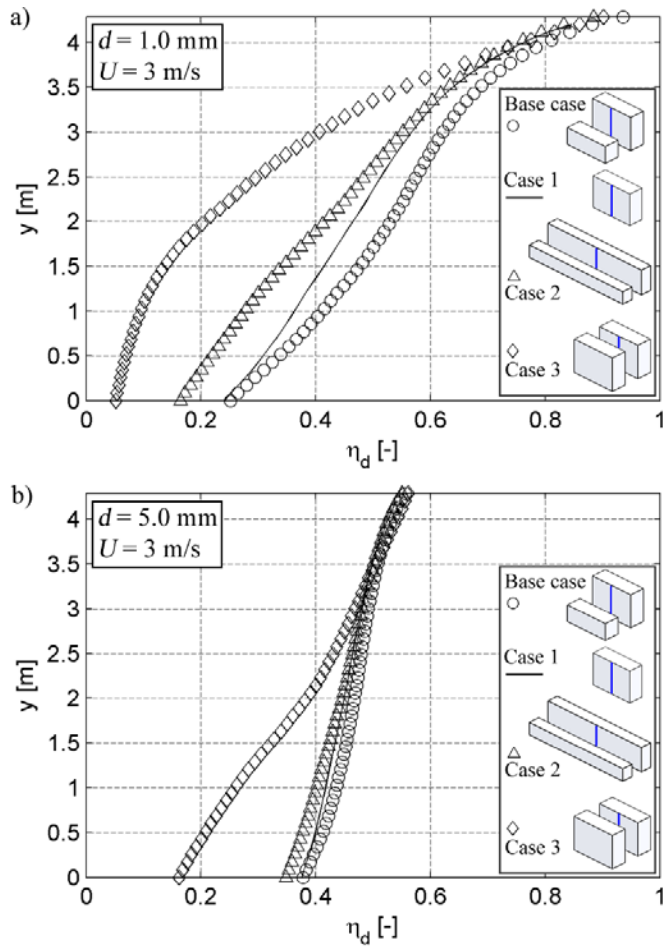 a)
d = 1.0 mm
U = 3 m/s
4
3.5
3
2.5
2
1.5
1
0.5
0
y [m]
0 0.2 0.4 0.6 0.8 1
η_d [-]
Base case
Case 1
Case 2
Case 3
b)
d = 5.0 mm
U = 3 m/s
4
3.5
3
2.5
2
1.5
1
0.5
0
y [m]
0 0.2 0.4 0.6 0.8 1
η_d [-]
Base case
Case 1
Case 2
Case 3